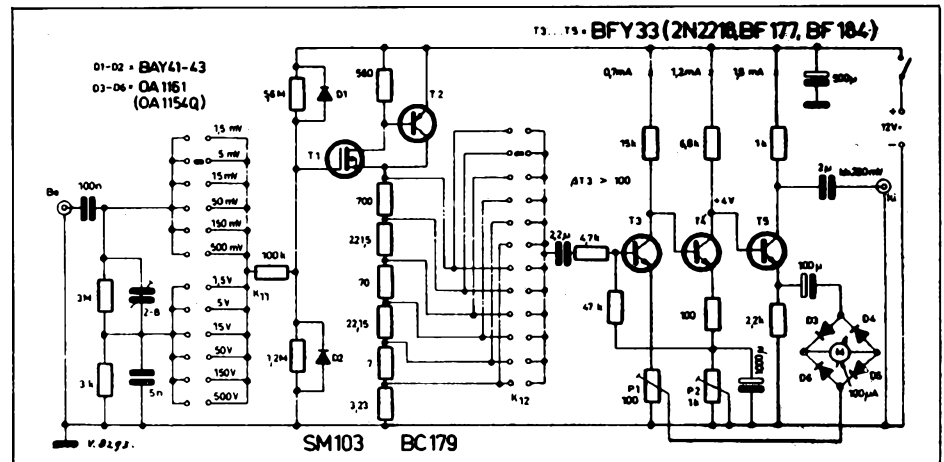 T3...T5 = BFY33 (2N2218, BF177, BF184)
D1-D2 = BAY41-43
D3-D6 = OA1161
(OA1154Q)
0,7mA
1,2mA
1,6 mA
560
5,6M
D1
T2
500µ
1,5 mV
5 mV
15 mV
50 mV
150 mV
500 mV
T1
15k
6,8k
1k
+
12V=
-
Be
100n
βT3 > 100
+4V
2µ
Ki
700
T3
T4
T5
100k
K11
1,5V
5V
15V
50V
150V
500V
221,5
2,2µ
4,7k
100µ
3M
2-8
70
47k
100
2,2k
D3
D4
1,2M
D2
22,15
M
3k
5n
7
1000µ
D6
D5
100µA
K12
P1
100
P2
1k
3,23
SM103
BC179